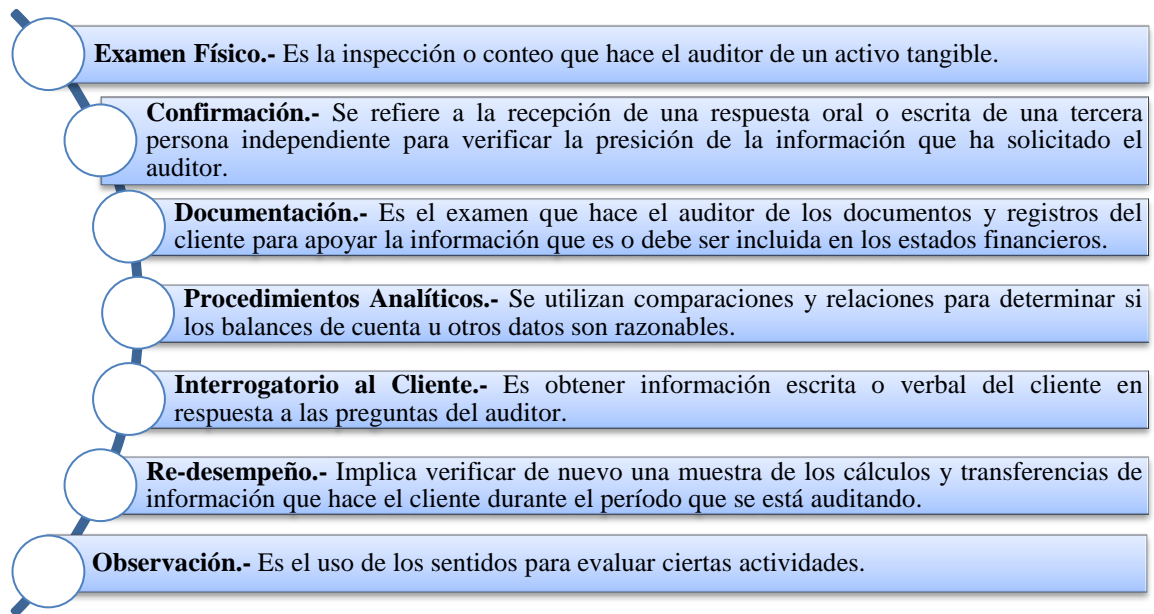 Examen Físico.- Es la inspección o conteo que hace el auditor de un activo tangible.
Confirmación.- Se refiere a la recepción de una respuesta oral o escrita de una tercera
persona independiente para verificar la presición de la información que ha solicitado el
auditor.
Documentación.- Es el examen que hace el auditor de los documentos y registros del
cliente para apoyar la información que es o debe ser incluida en los estados financieros.
Procedimientos Analíticos.- Se utilizan comparaciones y relaciones para determinar si
los balances de cuenta u otros datos son razonables.
Interrogatorio al Cliente.- Es obtener información escrita o verbal del cliente en
respuesta a las preguntas del auditor.
Re-desempeño.- Implica verificar de nuevo una muestra de los cálculos y transferencias de
información que hace el cliente durante el período que se está auditando.
Observación.- Es el uso de los sentidos para evaluar ciertas actividades.